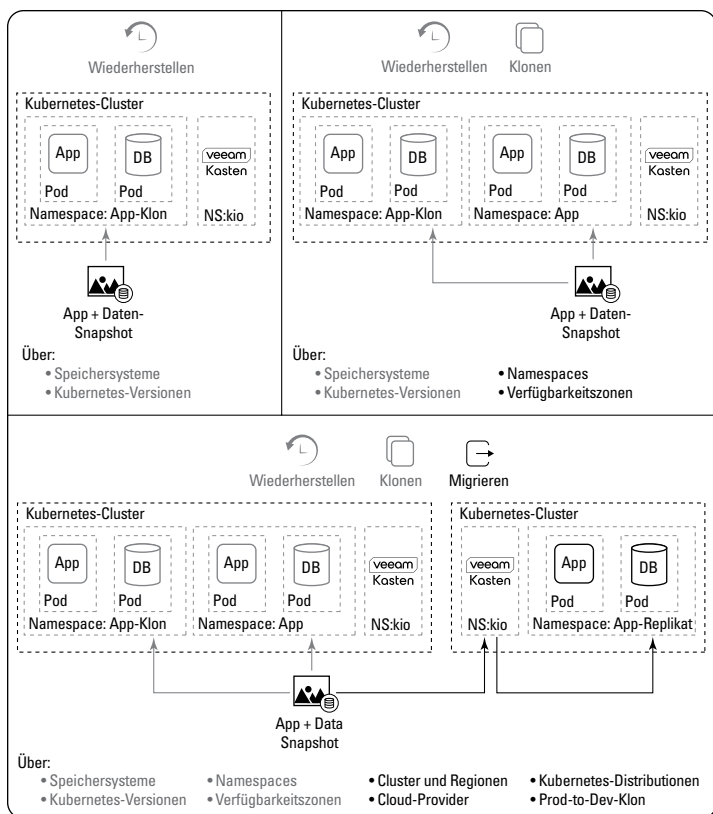 Wiederherstellen
Kubernetes-Cluster
App
DB
veeam
Kasten
Pod
Pod
Namespace: App-Klon
NS:kio
App + Daten-
Snapshot
Über:
• Speichersysteme
• Kubernetes-Versionen
Wiederherstellen
Klonen
Kubernetes-Cluster
App
DB
App
DB
veeam
Kasten
Pod
Pod
Pod
Pod
Namespace: App-Klon
Namespace: App
NS:kio
App + Daten-
Snapshot
Über:
• Speichersysteme
• Namespaces
• Kubernetes-Versionen
• Verfügbarkeitszonen
Wiederherstellen
Klonen
Migrieren
Kubernetes-Cluster
App
DB
App
DB
veeam
Kasten
Pod
Pod
Pod
Pod
Namespace: App-Klon
Namespace: App
NS:kio
Kubernetes-Cluster
veeam
Kasten
App
DB
Pod
Pod
NS:kio
Namespace: App-Replikat
App + Data
Snapshot
Über:
• Speichersysteme
• Namespaces
• Cluster und Regionen
• Kubernetes-Distributionen
• Kubernetes-Versionen
• Verfügbarkeitszonen
• Cloud-Provider
• Prod-to-Dev-Klon